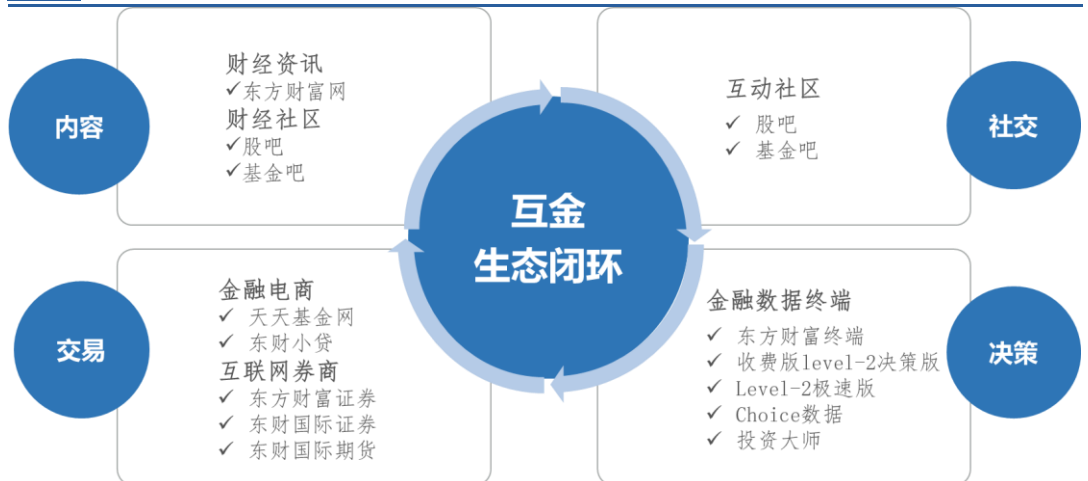 内容
财经资讯
✓东方财富网
财经社区
✓股吧
✓基金吧
互动社区
✓ 股吧
✓ 基金吧
社交
互金
生态闭环
交易
金融电商
✓ 天天基金网
✓ 东财小贷
互联网券商
✓ 东方财富证券
✓ 东财国际证券
✓ 东财国际期货
金融数据终端
✓ 东方财富终端
✓ 收费版level-2决策版
✓ Level-2极速版
✓ Choice数据
✓ 投资大师
决策